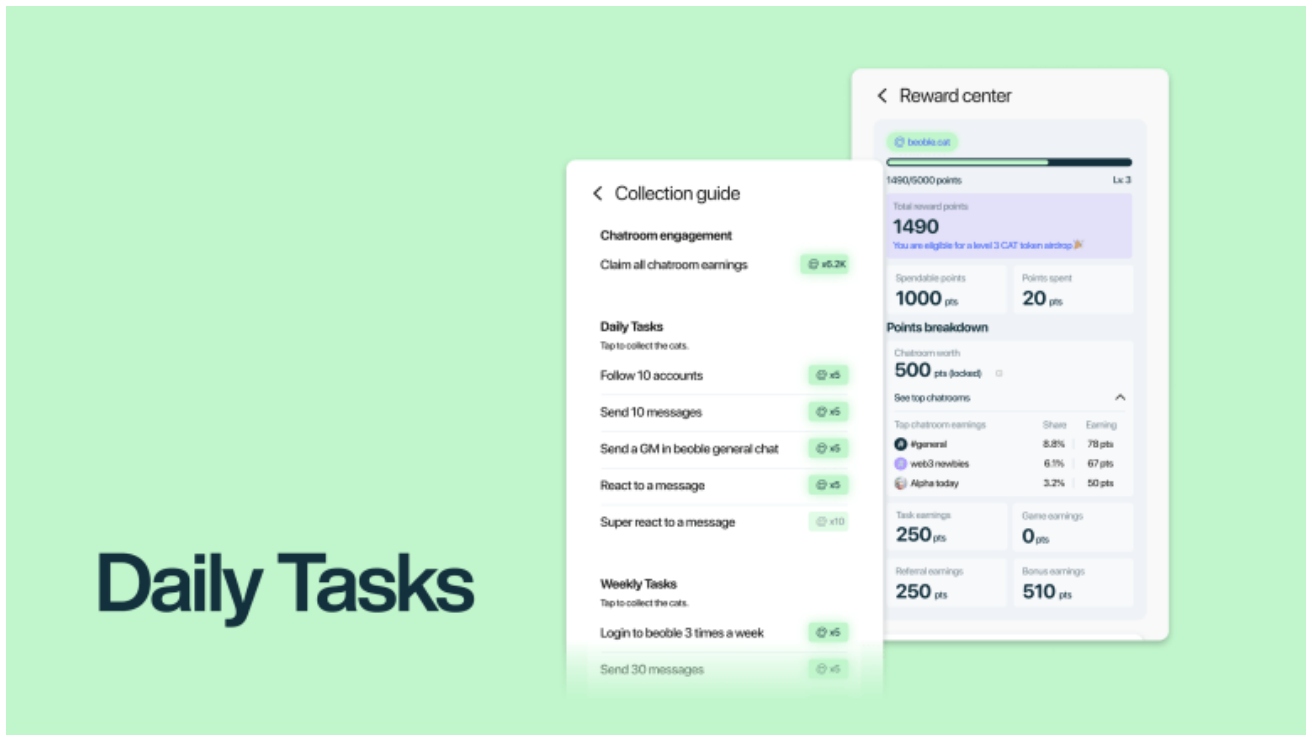 Daily Tasks
Collection guide
Chatroom engagement
Claim all chatroom earnings x5.2K
Daily Tasks
Tap to collect the cats.
Follow 10 accounts x5
Send 10 messages x5
Send a GM in beoble general chat x5
React to a message x5
Super react to a message x10
Weekly Tasks
Tap to collect the cats.
Login to beoble 3 times a week x5
Send 30 messages x5
Reward center
beoble.cat
1490/5000 points Lv. 3
Total reward points
1490
You are eligible for a level 3 CAT token airdrop
Spendable points Points spent
1000 pts 20 pts
Points breakdown
Chatroom worth
500 pts (locked)
See top chatrooms
Top chatroom earnings Share Earning
#general 8.8% 78 pts
web3 newbies 6.1% 67 pts
Alpha today 3.2% 50 pts
Task earnings Game earnings
250 pts 0 pts
Referral earnings Bonus earnings
250 pts 510 pts